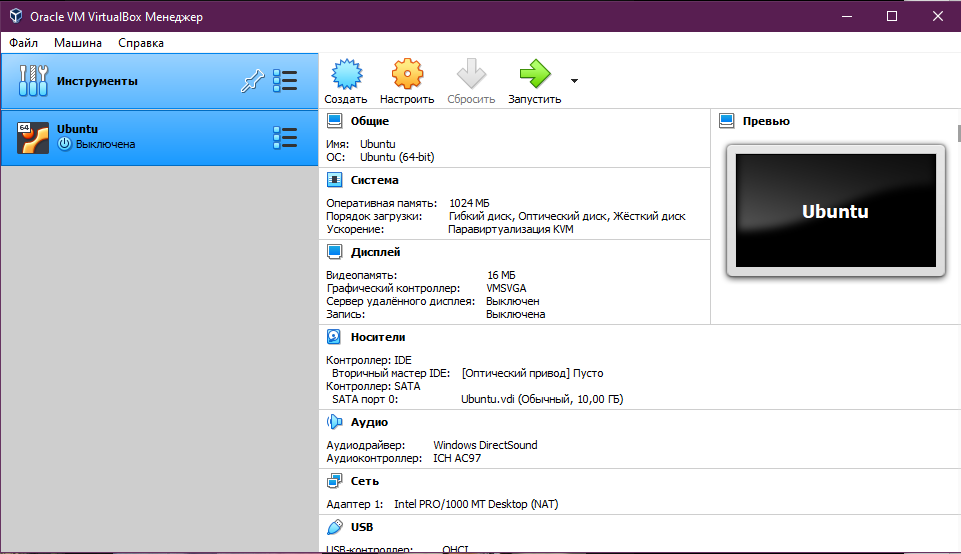 Oracle VM VirtualBox Менеджер
Файл Машина Справка
Инструменты
64
Ubuntu
Выключена
Создать Настроить Сбросить Запустить
Общие
Имя: Ubuntu
ОС: Ubuntu (64-bit)
Система
Оперативная память: 1024 МБ
Порядок загрузки: Гибкий диск, Оптический диск, Жёсткий диск
Ускорение: Паравиртуализация KVM
Дисплей
Видеопамять: 16 МБ
Графический контроллер: VMSVGA
Сервер удалённого дисплея: Выключен
Запись: Выключена
Превью
Ubuntu
Носители
Контроллер: IDE
Вторичный мастер IDE: [Оптический привод] Пусто
Контроллер: SATA
SATA порт 0: Ubuntu.vdi (Обычный, 10,00 ГБ)
Аудио
Аудиодрайвер: Windows DirectSound
Аудиоконтроллер: ICH AC97
Сеть
Адаптер 1: Intel PRO/1000 MT Desktop (NAT)
USB
USB-контроллер: OHCI